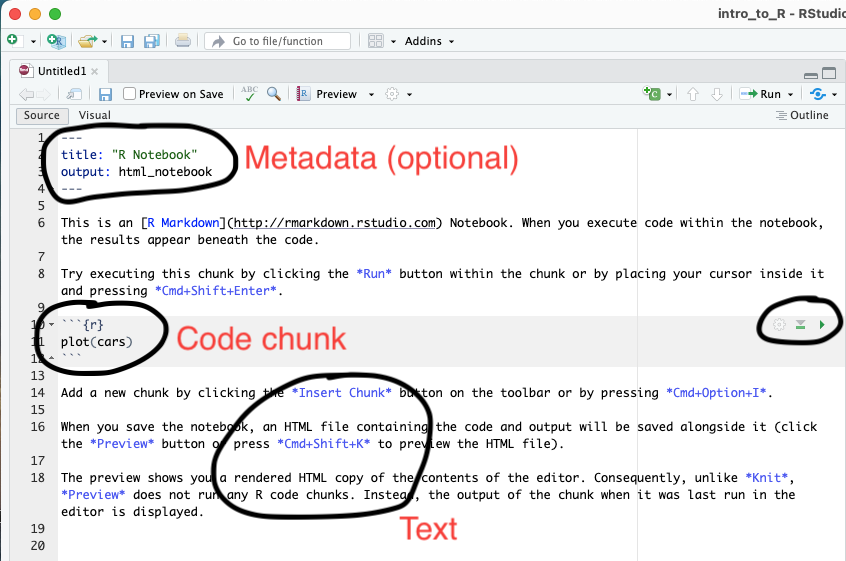 intro_to_R - RStudio
Go to file/function
Addins
Untitled1
Preview on Save
ABC
Preview
Run
Source
Visual
Outline
1 ---
2 title: "R Notebook"
3 output: html_notebook
4 ---
Metadata (optional)
5
6 This is an [R Markdown](http://rmarkdown.rstudio.com) Notebook. When you execute code within the notebook,
the results appear beneath the code.
7
8 Try executing this chunk by clicking the *Run* button within the chunk or by placing your cursor inside it
and pressing *Cmd+Shift+Enter*.
9
10 ```{r}
11 plot(cars)
12 ```
Code chunk
13
14 Add a new chunk by clicking the *Insert Chunk* button on the toolbar or by pressing *Cmd+Option+I*.
15
16 When you save the notebook, an HTML file containing the code and output will be saved alongside it (click
the *Preview* button or press *Cmd+Shift+K* to preview the HTML file).
17
18 The preview shows you a rendered HTML copy of the contents of the editor. Consequently, unlike *Knit*,
*Preview* does not run any R code chunks. Instead, the output of the chunk when it was last run in the
editor is displayed.
Text
19
20